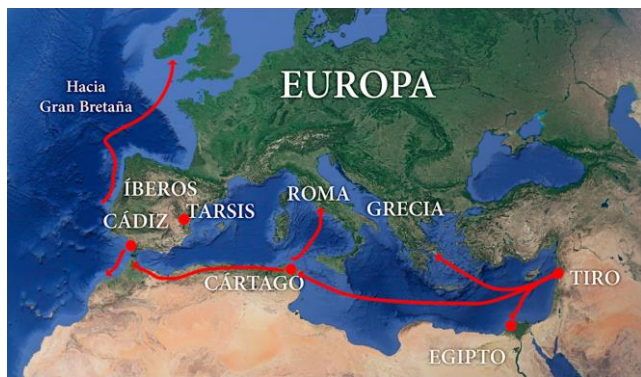 Hacia
Gran Bretaña
EUROPA
ÍBEROS
ROMA
TARSIS
GRECIA
CÁDIZ
CÁRTAGO
TIRO
EGIPTO